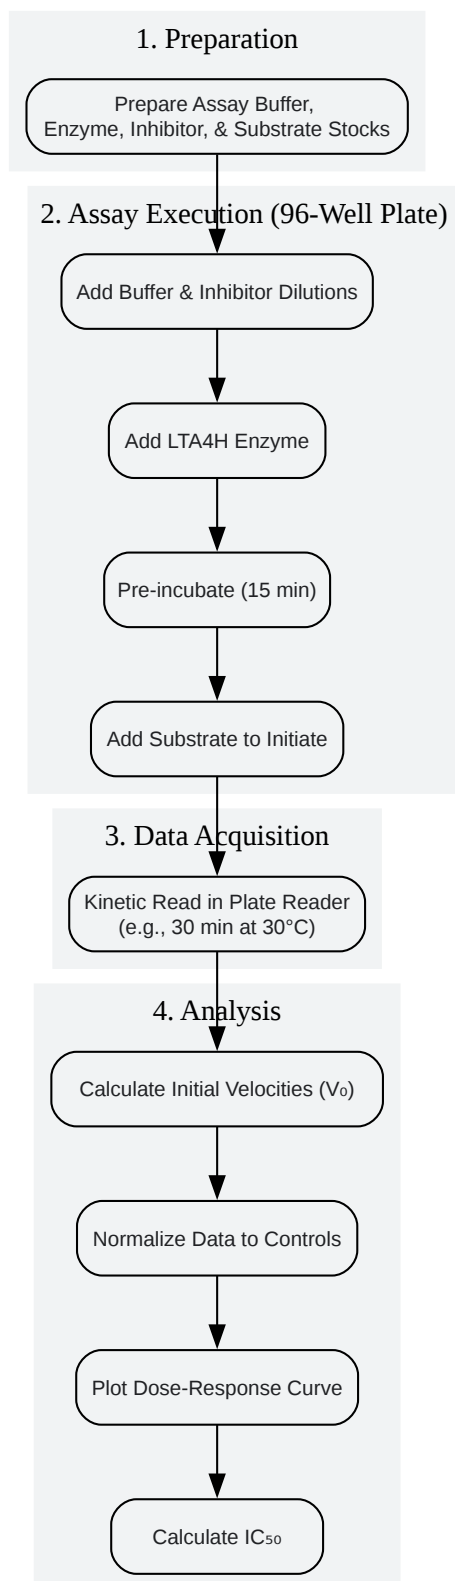 1. Preparation
Prepare Assay Buffer,
Enzyme, Inhibitor, & Substrate Stocks
2. Assay Execution (96-Well Plate)
Add Buffer & Inhibitor Dilutions
Add LTA4H Enzyme
Pre-incubate (15 min)
Add Substrate to Initiate
3. Data Acquisition
Kinetic Read in Plate Reader
(e.g., 30 min at 30°C)
4. Analysis
Calculate Initial Velocities (V₀)
Normalize Data to Controls
Plot Dose-Response Curve
Calculate IC₅₀